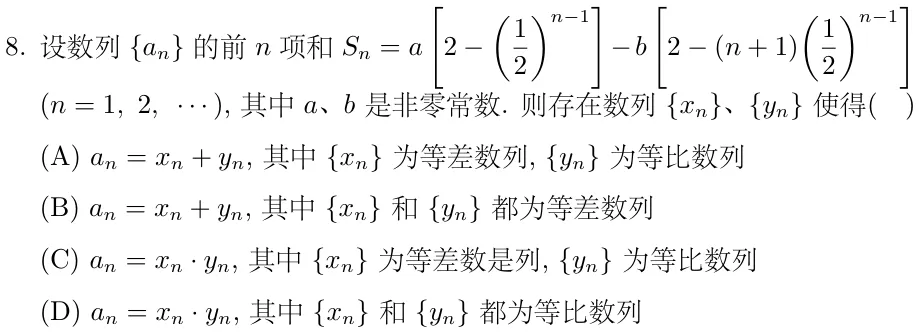 8. 设数列 {aₙ} 的前 n 项和 Sₙ = a[2 − (1/2)ⁿ⁻¹] − b[2 − (n + 1)(1/2)ⁿ⁻¹]
(n = 1, 2, ⋯), 其中 a、b 是非零常数. 则存在数列 {xₙ}、{yₙ} 使得( )
(A) aₙ = xₙ + yₙ, 其中 {xₙ} 为等差数列, {yₙ} 为等比数列
(B) aₙ = xₙ + yₙ, 其中 {xₙ} 和 {yₙ} 都为等差数列
(C) aₙ = xₙ · yₙ, 其中 {xₙ} 为等差数是列, {yₙ} 为等比数列
(D) aₙ = xₙ · yₙ, 其中 {xₙ} 和 {yₙ} 都为等比数列